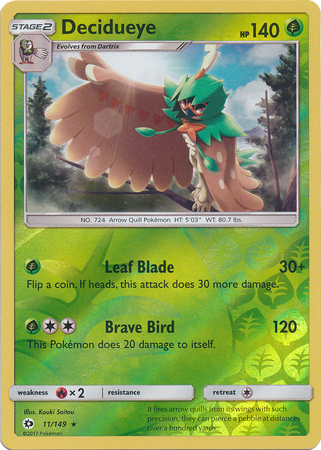 STAGE 2 Decidueye HP 140
Evolves from Dartrix
NO. 724 Arrow Quill Pokémon HT: 5'03" WT: 80.7 lbs.
Leaf Blade 30+
Flip a coin. If heads, this attack does 30 more damage.
Brave Bird 120
This Pokémon does 20 damage to itself.
weakness × 2 resistance retreat
Illus. Kouki Saitou
11/149 ★
©2017 Pokémon
It fires arrow quills from its wings with such
precision, they can pierce a pebble at distances
over a hundred yards.